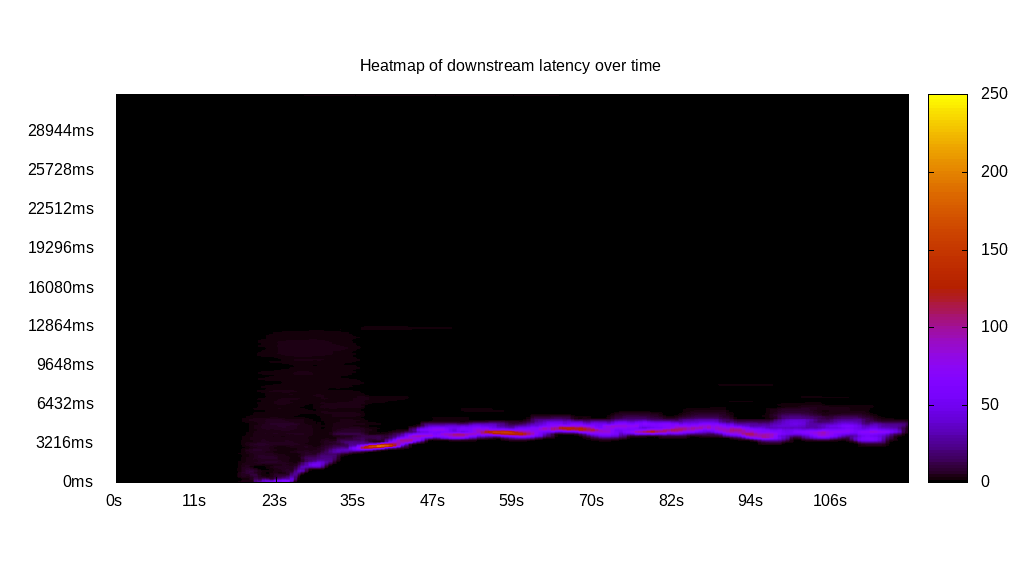 Heatmap of downstream latency over time
28944ms
25728ms
22512ms
19296ms
16080ms
12864ms
9648ms
6432ms
3216ms
0ms
0s 11s 23s 35s 47s 59s 70s 82s 94s 106s
250
200
150
100
50
0